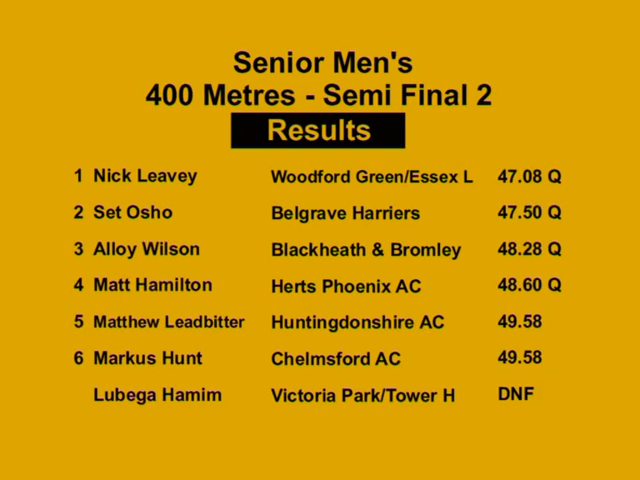 Senior Men's
400 Metres - Semi Final 2
Results
1 Nick Leavey Woodford Green/Essex L 47.08 Q
2 Set Osho Belgrave Harriers 47.50 Q
3 Alloy Wilson Blackheath & Bromley 48.28 Q
4 Matt Hamilton Herts Phoenix AC 48.60 Q
5 Matthew Leadbitter Huntingdonshire AC 49.58
6 Markus Hunt Chelmsford AC 49.58
Lubega Hamim Victoria Park/Tower H DNF